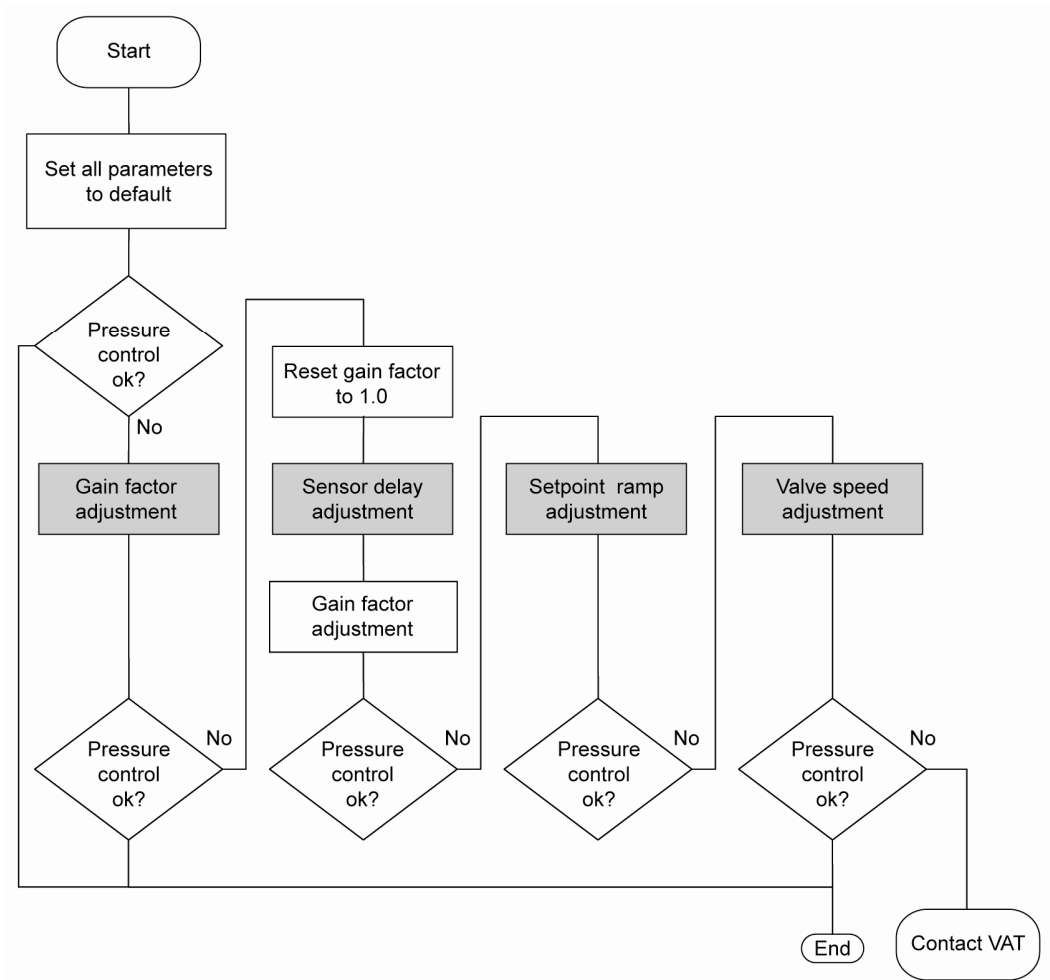 Start
Set all parameters
to default
Pressure
control
ok?
No
Gain factor
adjustment
Pressure
control
ok?
No
Reset gain factor
to 1.0
Sensor delay
adjustment
Gain factor
adjustment
Pressure
control
ok?
No
Setpoint ramp
adjustment
Pressure
control
ok?
No
Valve speed
adjustment
Pressure
control
ok?
No
End
Contact VAT